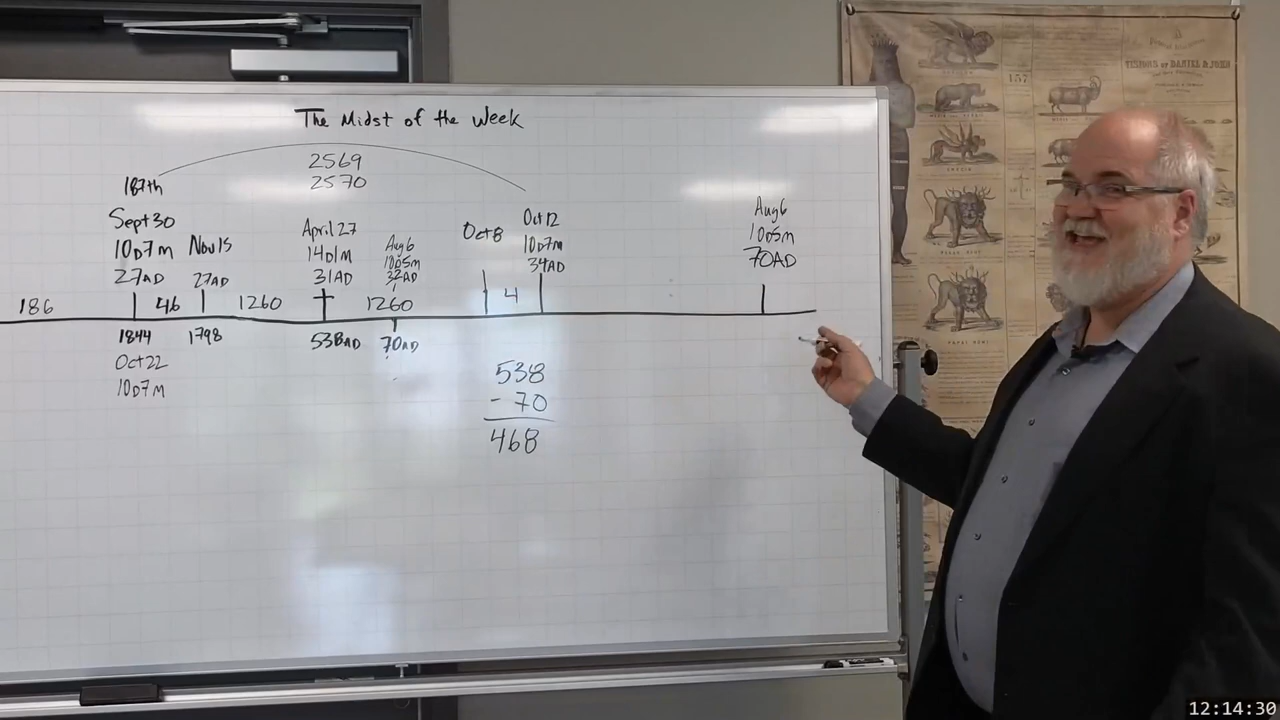 The Midst of the Week
2569
2570
187th
Sept 30
10D7M
27AD
Nov 15
27AD
April 27
14D1M
31AD
Aug 6
10D5M
32AD
Oct 8
Oct 12
10D7M
34AD
Aug 6
10D5M
70AD
186
46
1260
1260
4
1844
Oct 22
10D7M
1798
538AD
70AD
538
- 70
468
157
VISIONS OF DANIEL & JOHN
12:14:30